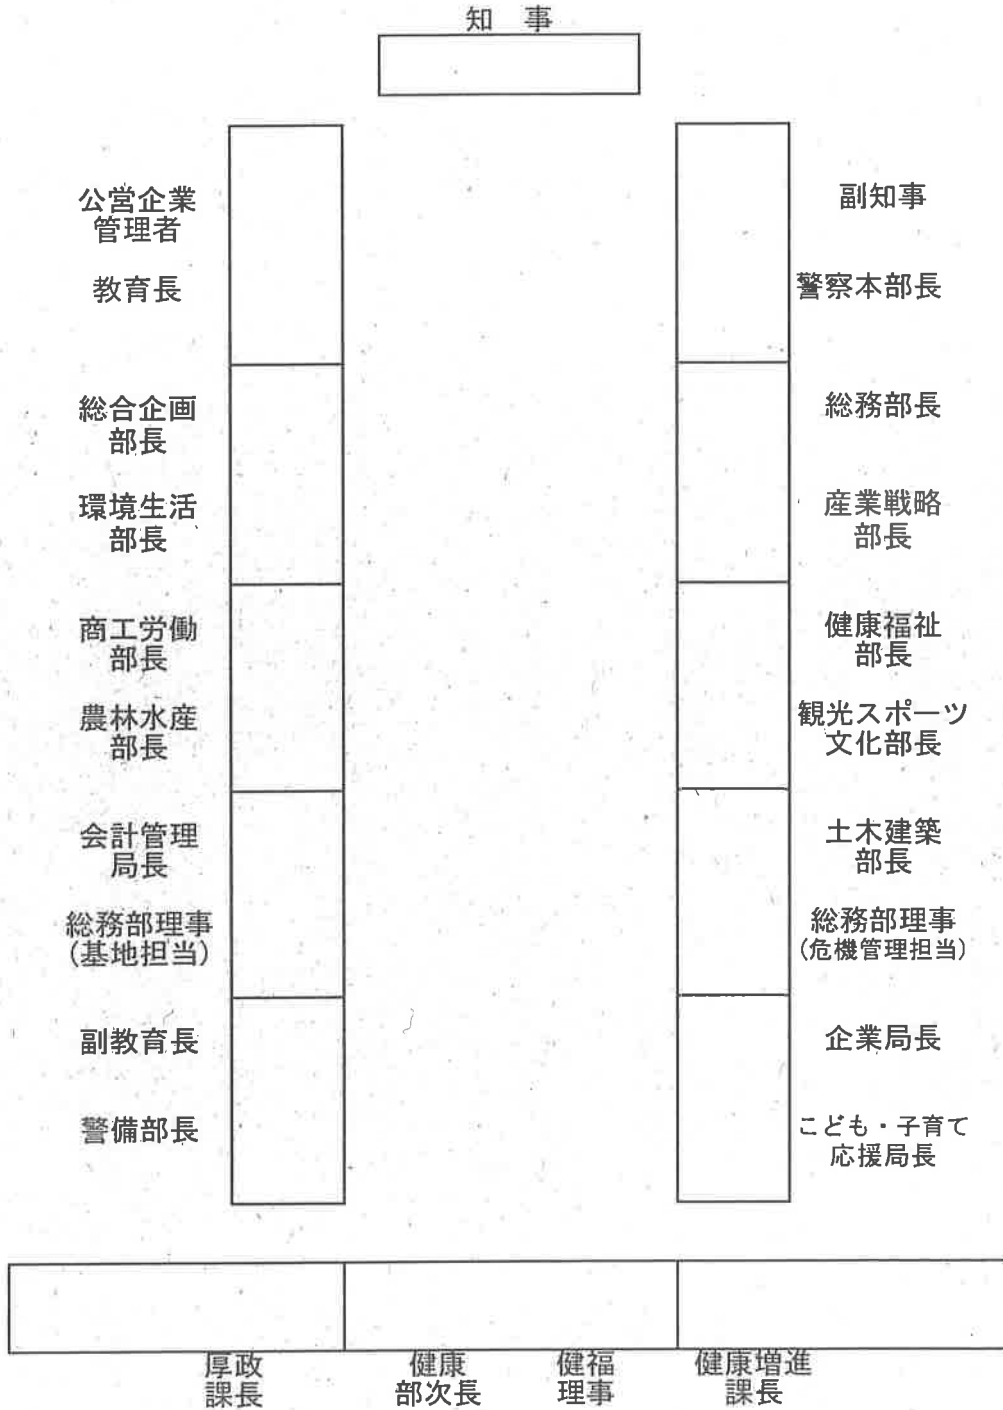 知 事
公営企業
管理者
教育長
総合企画
部長
環境生活
部長
商工労働
部長
農林水産
部長
会計管理
局長
総務部理事
(基地担当)
副教育長
警備部長
副知事
警察本部長
総務部長
産業戦略
部長
健康福祉
部長
観光スポーツ
文化部長
土木建築
部長
総務部理事
(危機管理担当)
企業局長
こども・子育て
応援局長
厚政
課長
健康
部次長
健福
理事
健康増進
課長